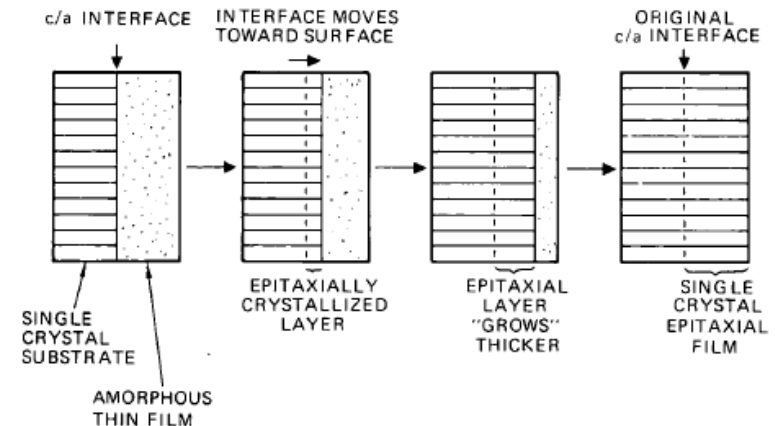 c/a INTERFACE
INTERFACE MOVES
TOWARD SURFACE
ORIGINAL
c/a INTERFACE
SINGLE
CRYSTAL
SUBSTRATE
AMORPHOUS
THIN FILM
EPITAXIALLY
CRYSTALLIZED
LAYER
EPITAXIAL
LAYER
"GROWS"
THICKER
SINGLE
CRYSTAL
EPITAXIAL
FILM